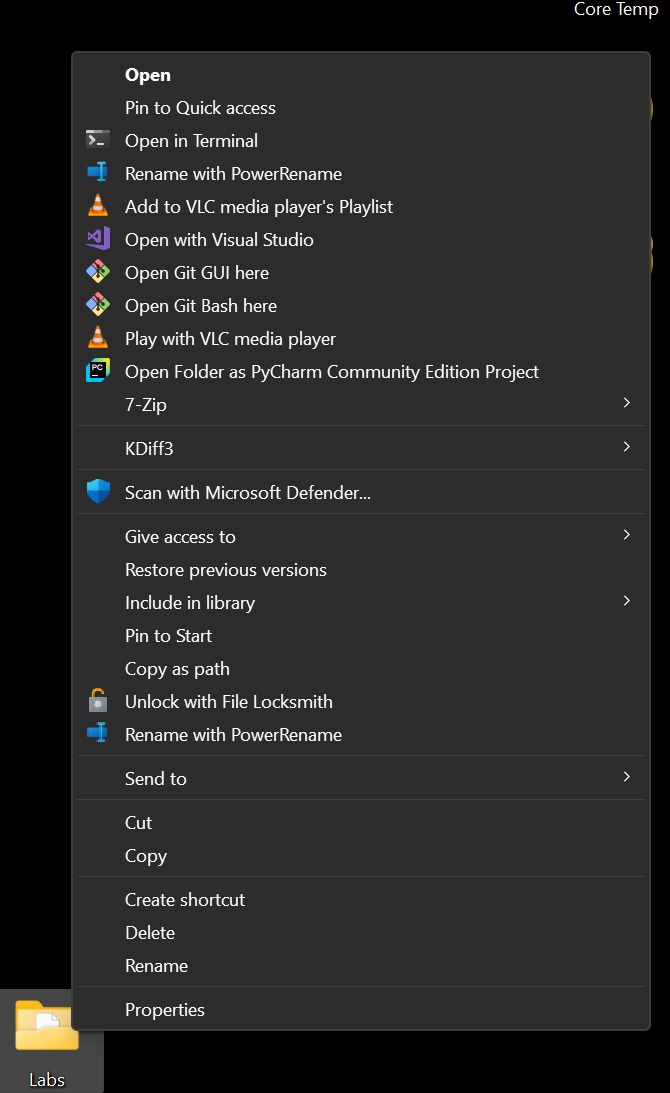 Core Temp
Open
Pin to Quick access
Open in Terminal
Rename with PowerRename
Add to VLC media player's Playlist
Open with Visual Studio
Open Git GUI here
Open Git Bash here
Play with VLC media player
PC
Open Folder as PyCharm Community Edition Project
7-Zip
KDiff3
Scan with Microsoft Defender...
Give access to
Restore previous versions
Include in library
Pin to Start
Copy as path
Unlock with File Locksmith
Rename with PowerRename
Send to
Cut
Copy
Create shortcut
Delete
Rename
Properties
Labs